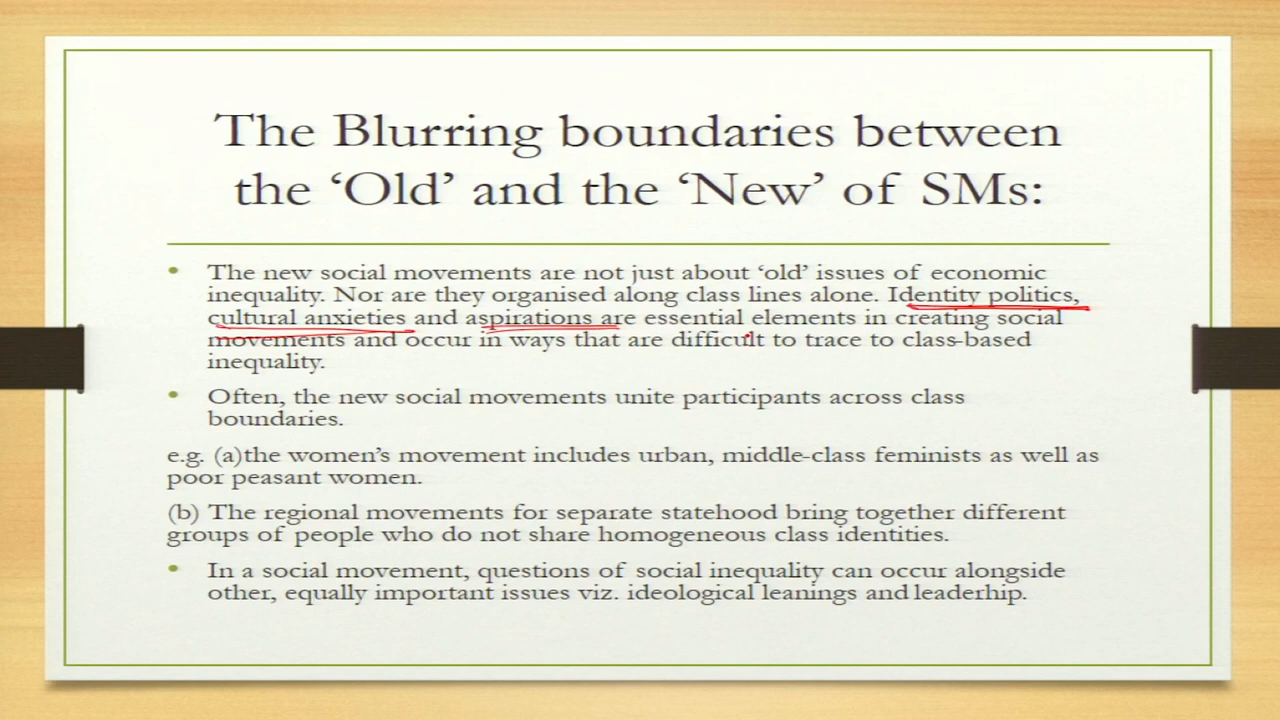 The Blurring boundaries between
the ‘Old’ and the ‘New’ of SMs:
• The new social movements are not just about ‘old’ issues of economic
inequality. Nor are they organised along class lines alone. Identity politics,
cultural anxieties and aspirations are essential elements in creating social
movements and occur in ways that are difficult to trace to class-based
inequality.
• Often, the new social movements unite participants across class
boundaries.
e.g. (a)the women’s movement includes urban, middle-class feminists as well as
poor peasant women.
(b) The regional movements for separate statehood bring together different
groups of people who do not share homogeneous class identities.
• In a social movement, questions of social inequality can occur alongside
other, equally important issues viz. ideological leanings and leaderhip.